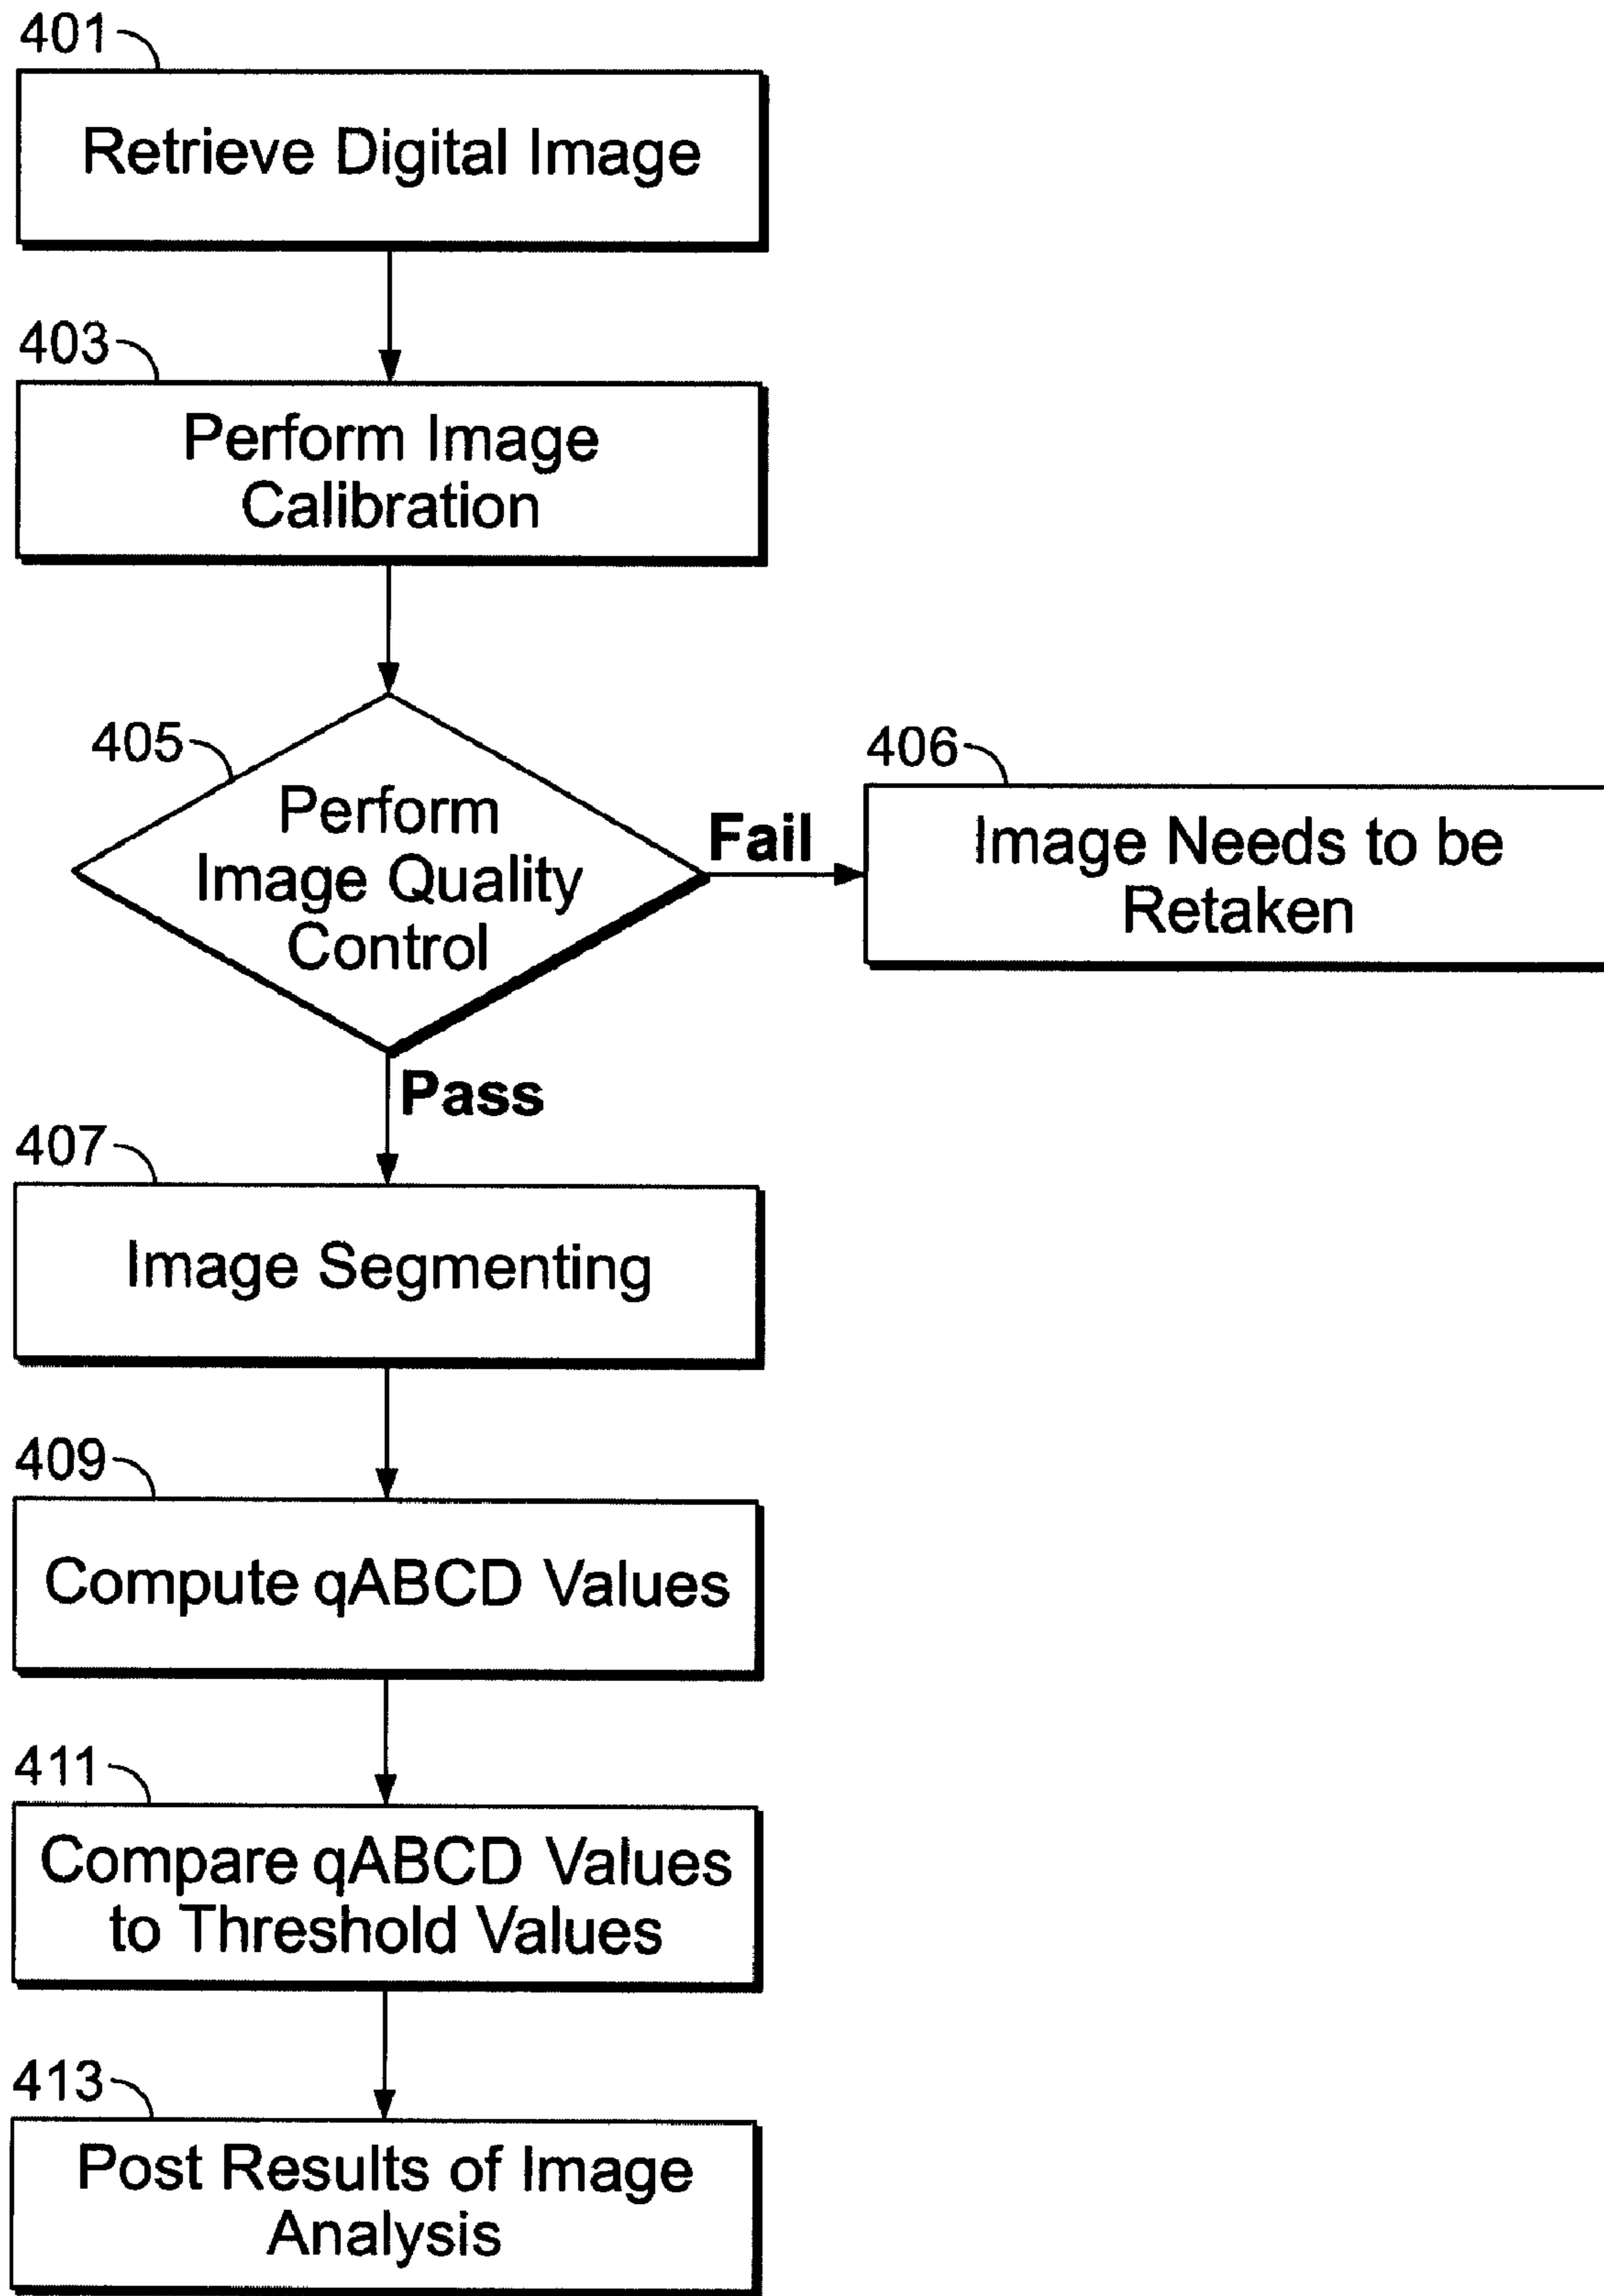 401
Retrieve Digital Image
403
Perform Image
Calibration
405
Perform
Image Quality
Control
Fail
406
Image Needs to be
Retaken
Pass
407
Image Segmenting
409
Compute qABCD Values
411
Compare qABCD Values
to Threshold Values
413
Post Results of Image
Analysis